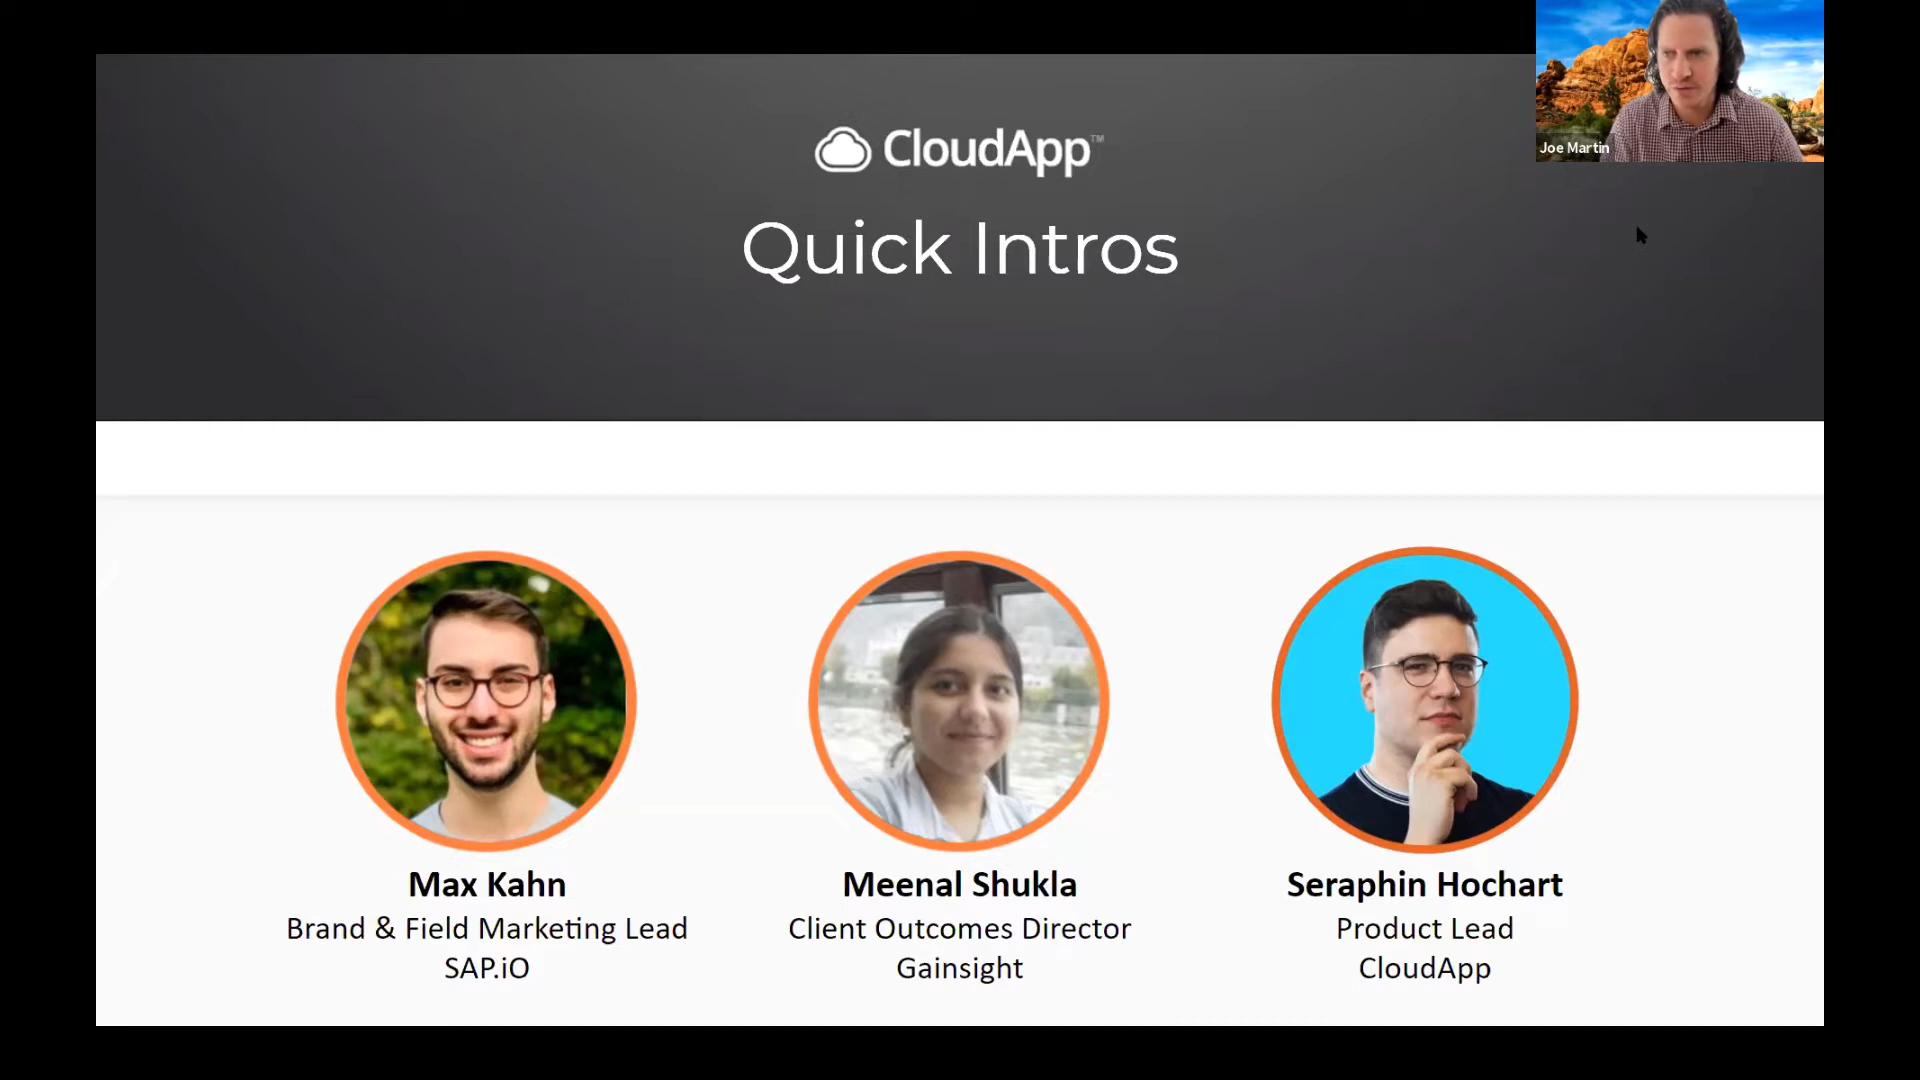 CloudApp™
Joe Martin
Quick Intros
Max Kahn
Brand & Field Marketing Lead
SAP.iO
Meenal Shukla
Client Outcomes Director
Gainsight
Seraphin Hochart
Product Lead
CloudApp